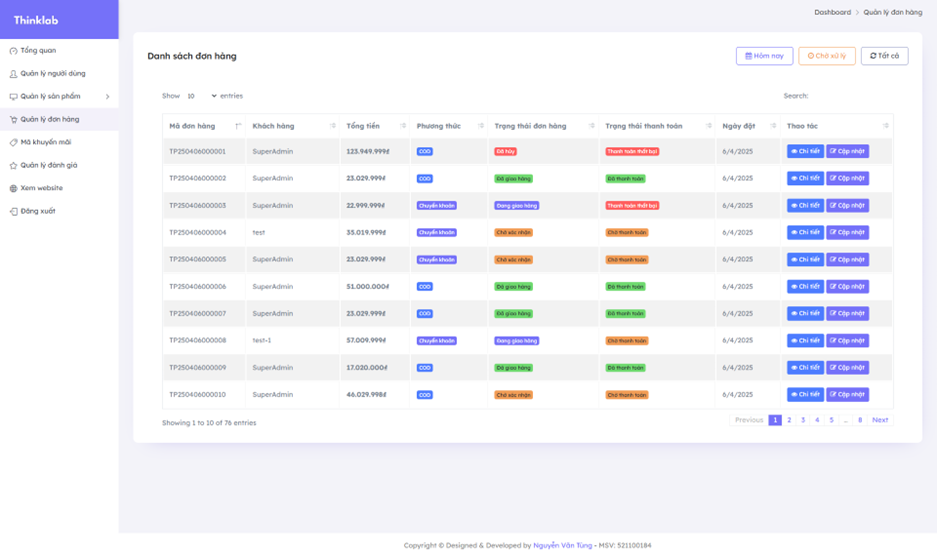 Thinklab
Dashboard > Quản lý đơn hàng
Tổng quan
Quản lý người dùng
Quản lý sản phẩm
Quản lý đơn hàng
Mã khuyến mãi
Quản lý đánh giá
Xem website
Đăng xuất
Danh sách đơn hàng
Hôm nay Chờ xử lý Tất cả
Show 10 entries Search:
Mã đơn hàng Khách hàng Tổng tiền Phương thức Trạng thái đơn hàng Trạng thái thanh toán Ngày đặt Thao tác
TP250406000001 SuperAdmin 123.949.999₫ COD Đã hủy Thanh toán thất bại 6/4/2025 Chi tiết Cập nhật
TP250406000002 SuperAdmin 23.029.999₫ COD Đã giao hàng Đã thanh toán 6/4/2025 Chi tiết Cập nhật
TP250406000003 SuperAdmin 22.999.999₫ Chuyển khoản Đang giao hàng Thanh toán thất bại 6/4/2025 Chi tiết Cập nhật
TP250406000004 test 35.019.999₫ Chuyển khoản Chờ xác nhận Chờ thanh toán 6/4/2025 Chi tiết Cập nhật
TP250406000005 SuperAdmin 23.029.999₫ Chuyển khoản Chờ xác nhận Chờ thanh toán 6/4/2025 Chi tiết Cập nhật
TP250406000006 SuperAdmin 51.000.000₫ COD Đã giao hàng Đã thanh toán 6/4/2025 Chi tiết Cập nhật
TP250406000007 SuperAdmin 23.029.999₫ COD Đã giao hàng Đã thanh toán 6/4/2025 Chi tiết Cập nhật
TP250406000008 test-1 57.009.999₫ Chuyển khoản Đang giao hàng Chờ thanh toán 6/4/2025 Chi tiết Cập nhật
TP250406000009 SuperAdmin 17.020.000₫ COD Đã giao hàng Đã thanh toán 6/4/2025 Chi tiết Cập nhật
TP250406000010 SuperAdmin 46.029.998₫ COD Chờ xác nhận Chờ thanh toán 6/4/2025 Chi tiết Cập nhật
Showing 1 to 10 of 76 entries Previous 1 2 3 4 5 … 8 Next
Copyright © Designed & Developed by Nguyễn Văn Tùng - MSV: 521100184